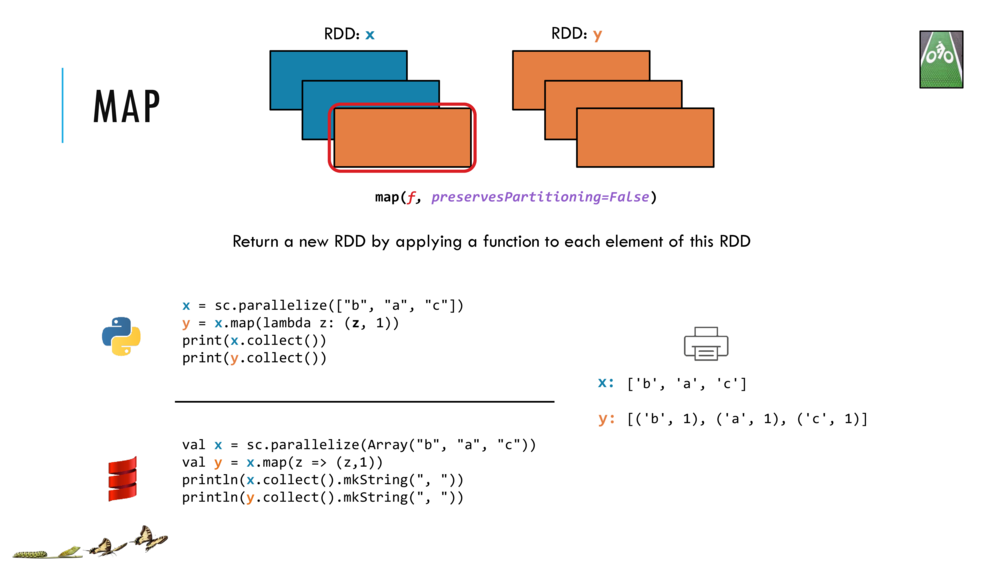 RDD: x
RDD: y
MAP
map(f, preservesPartitioning=False)
Return a new RDD by applying a function to each element of this RDD
x = sc.parallelize(["b", "a", "c"])
y = x.map(lambda z: (z, 1))
print(x.collect())
print(y.collect())
x: ['b', 'a', 'c']
y: [('b', 1), ('a', 1), ('c', 1)]
val x = sc.parallelize(Array("b", "a", "c"))
val y = x.map(z => (z,1))
println(x.collect().mkString(", "))
println(y.collect().mkString(", "))